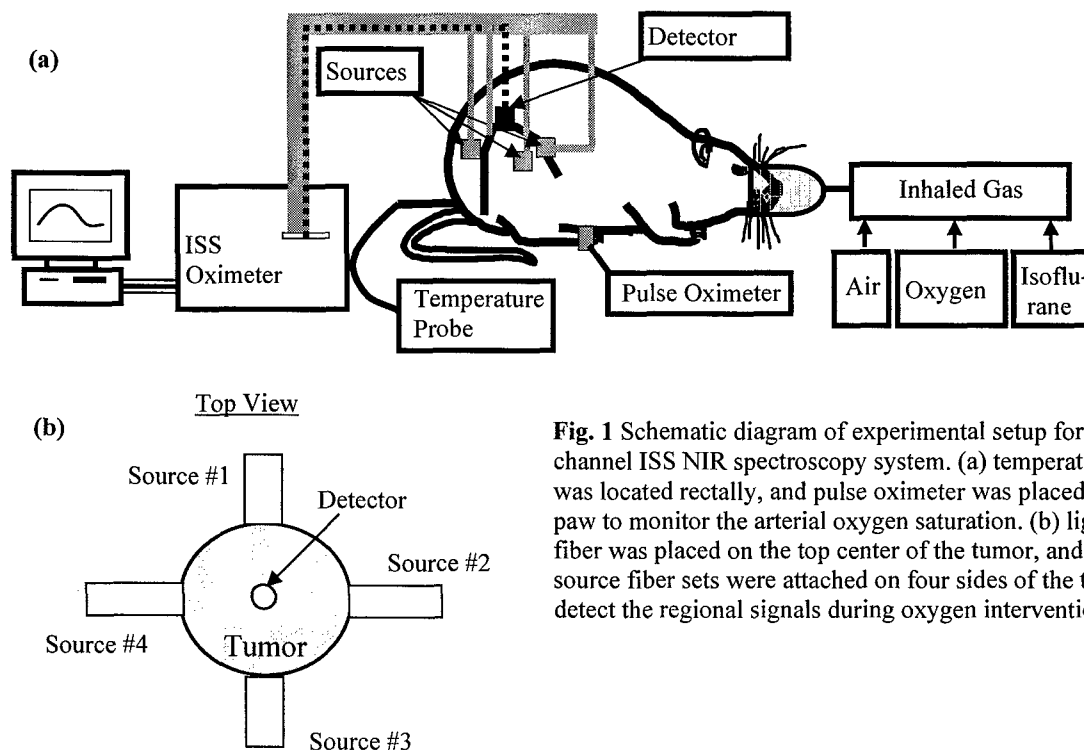 (a)
Sources
Detector
ISS
Oximeter
Temperature
Probe
Pulse Oximeter
Inhaled Gas
Air
Oxygen
Isoflu-
rane
(b)
Top View
Source #1
Detector
Source #2
Source #4
Tumor
Source #3
Fig. 1 Schematic diagram of experimental setup for
channel ISS NIR spectroscopy system. (a) temperat
was located rectally, and pulse oximeter was placed
paw to monitor the arterial oxygen saturation. (b) lig
fiber was placed on the top center of the tumor, and
source fiber sets were attached on four sides of the t
detect the regional signals during oxygen interventio